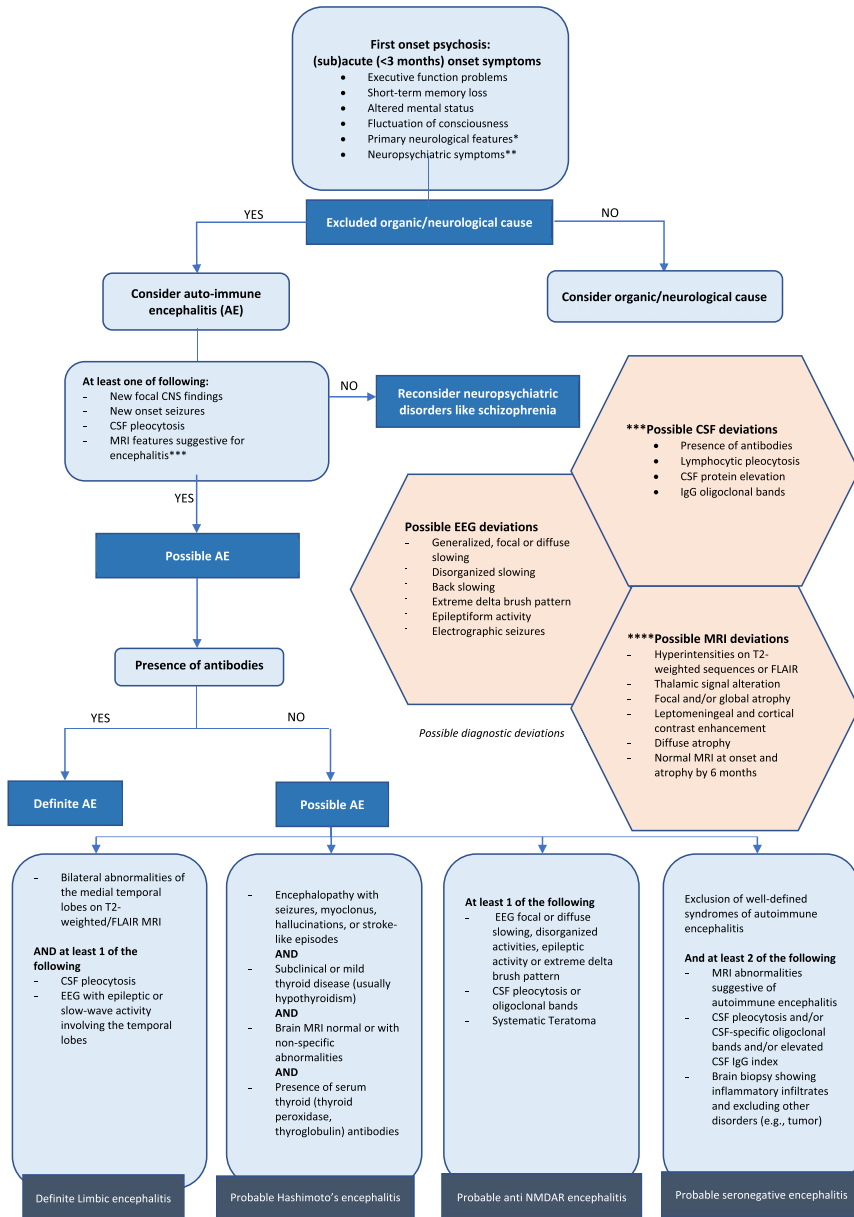 First onset psychosis:
(sub)acute (<3 months) onset symptoms
• Executive function problems
• Short-term memory loss
• Altered mental status
• Fluctuation of consciousness
• Primary neurological features*
• Neuropsychiatric symptoms**
YES
Excluded organic/neurological cause
NO
Consider auto-immune
encephalitis (AE)
Consider organic/neurological cause
At least one of following:
- New focal CNS findings
- New onset seizures
- CSF pleocytosis
- MRI features suggestive for
encephalitis***
NO
Reconsider neuropsychiatric
disorders like schizophrenia
***Possible CSF deviations
• Presence of antibodies
• Lymphocytic pleocytosis
• CSF protein elevation
• IgG oligoclonal bands
YES
Possible AE
Possible EEG deviations
- Generalized, focal or diffuse
slowing
- Disorganized slowing
- Back slowing
- Extreme delta brush pattern
- Epileptiform activity
- Electrographic seizures
****Possible MRI deviations
- Hyperintensities on T2-
weighted sequences or FLAIR
- Thalamic signal alteration
- Focal and/or global atrophy
- Leptomeningeal and cortical
contrast enhancement
- Diffuse atrophy
- Normal MRI at onset and
atrophy by 6 months
Presence of antibodies
YES
NO
Possible diagnostic deviations
Definite AE
Possible AE
- Bilateral abnormalities of
the medial temporal
lobes on T2-
weighted/FLAIR MRI
AND at least 1 of the
following
- CSF pleocytosis
- EEG with epileptic or
slow-wave activity
involving the temporal
lobes
Definite Limbic encephalitis
- Encephalopathy with
seizures, myoclonus,
hallucinations, or stroke-
like episodes
AND
- Subclinical or mild
thyroid disease (usually
hypothyroidism)
AND
- Brain MRI normal or with
non-specific
abnormalities
AND
- Presence of serum
thyroid (thyroid
peroxidase,
thyroglobulin) antibodies
Probable Hashimoto's encephalitis
At least 1 of the following
- EEG focal or diffuse
slowing, disorganized
activities, epileptic
activity or extreme delta
brush pattern
- CSF pleocytosis or
oligoclonal bands
- Systematic Teratoma
Probable anti NMDAR encephalitis
Exclusion of well-defined
syndromes of autoimmune
encephalitis
And at least 2 of the following
- MRI abnormalities
suggestive of
autoimmune encephalitis
- CSF pleocytosis and/or
CSF-specific oligoclonal
bands and/or elevated
CSF IgG index
- Brain biopsy showing
inflammatory infiltrates
and excluding other
disorders (e.g., tumor)
Probable seronegative encephalitis